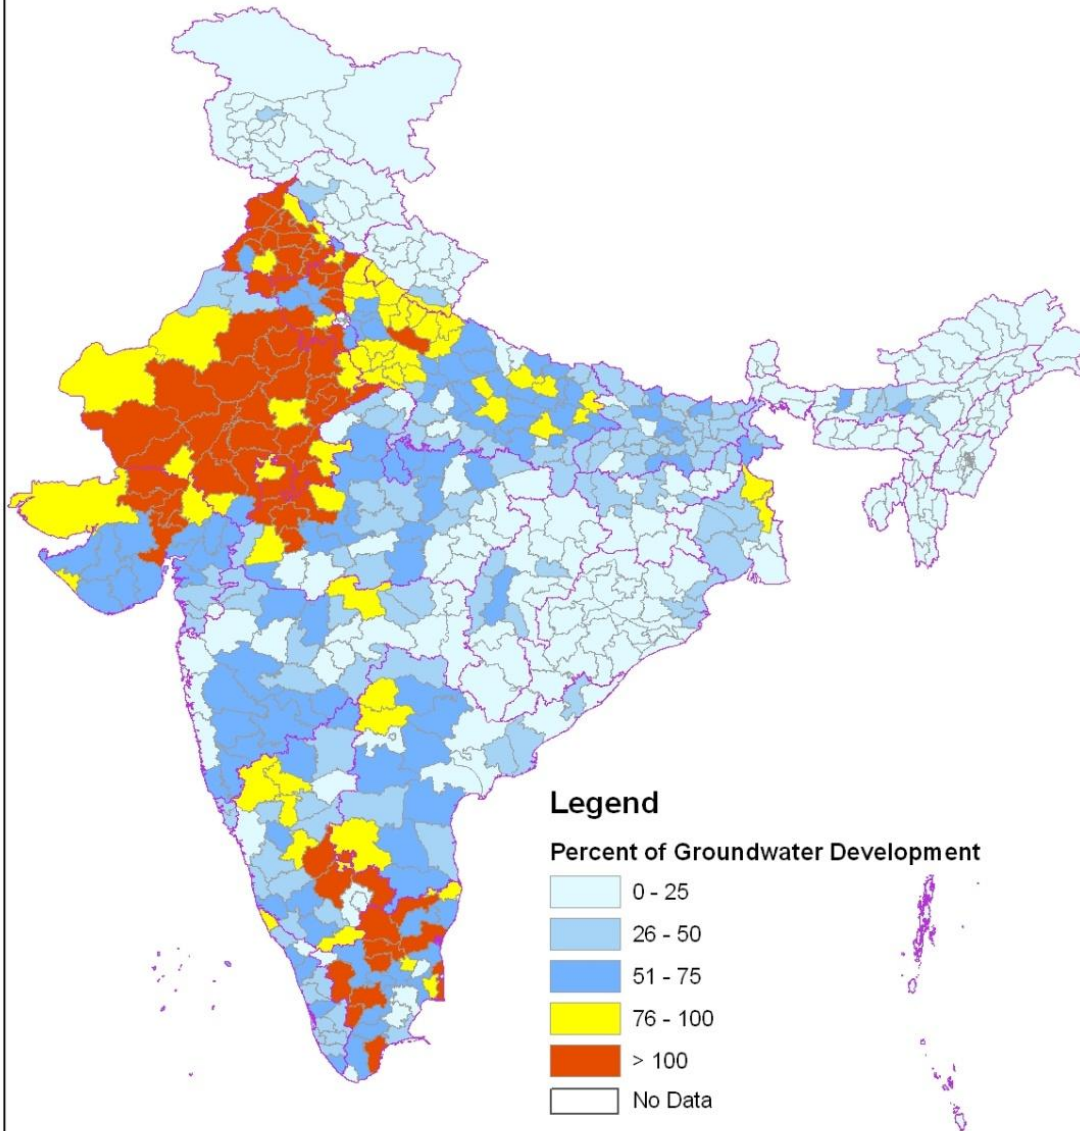 Legend
Percent of Groundwater Development
0 - 25
26 - 50
51 - 75
76 - 100
> 100
No Data